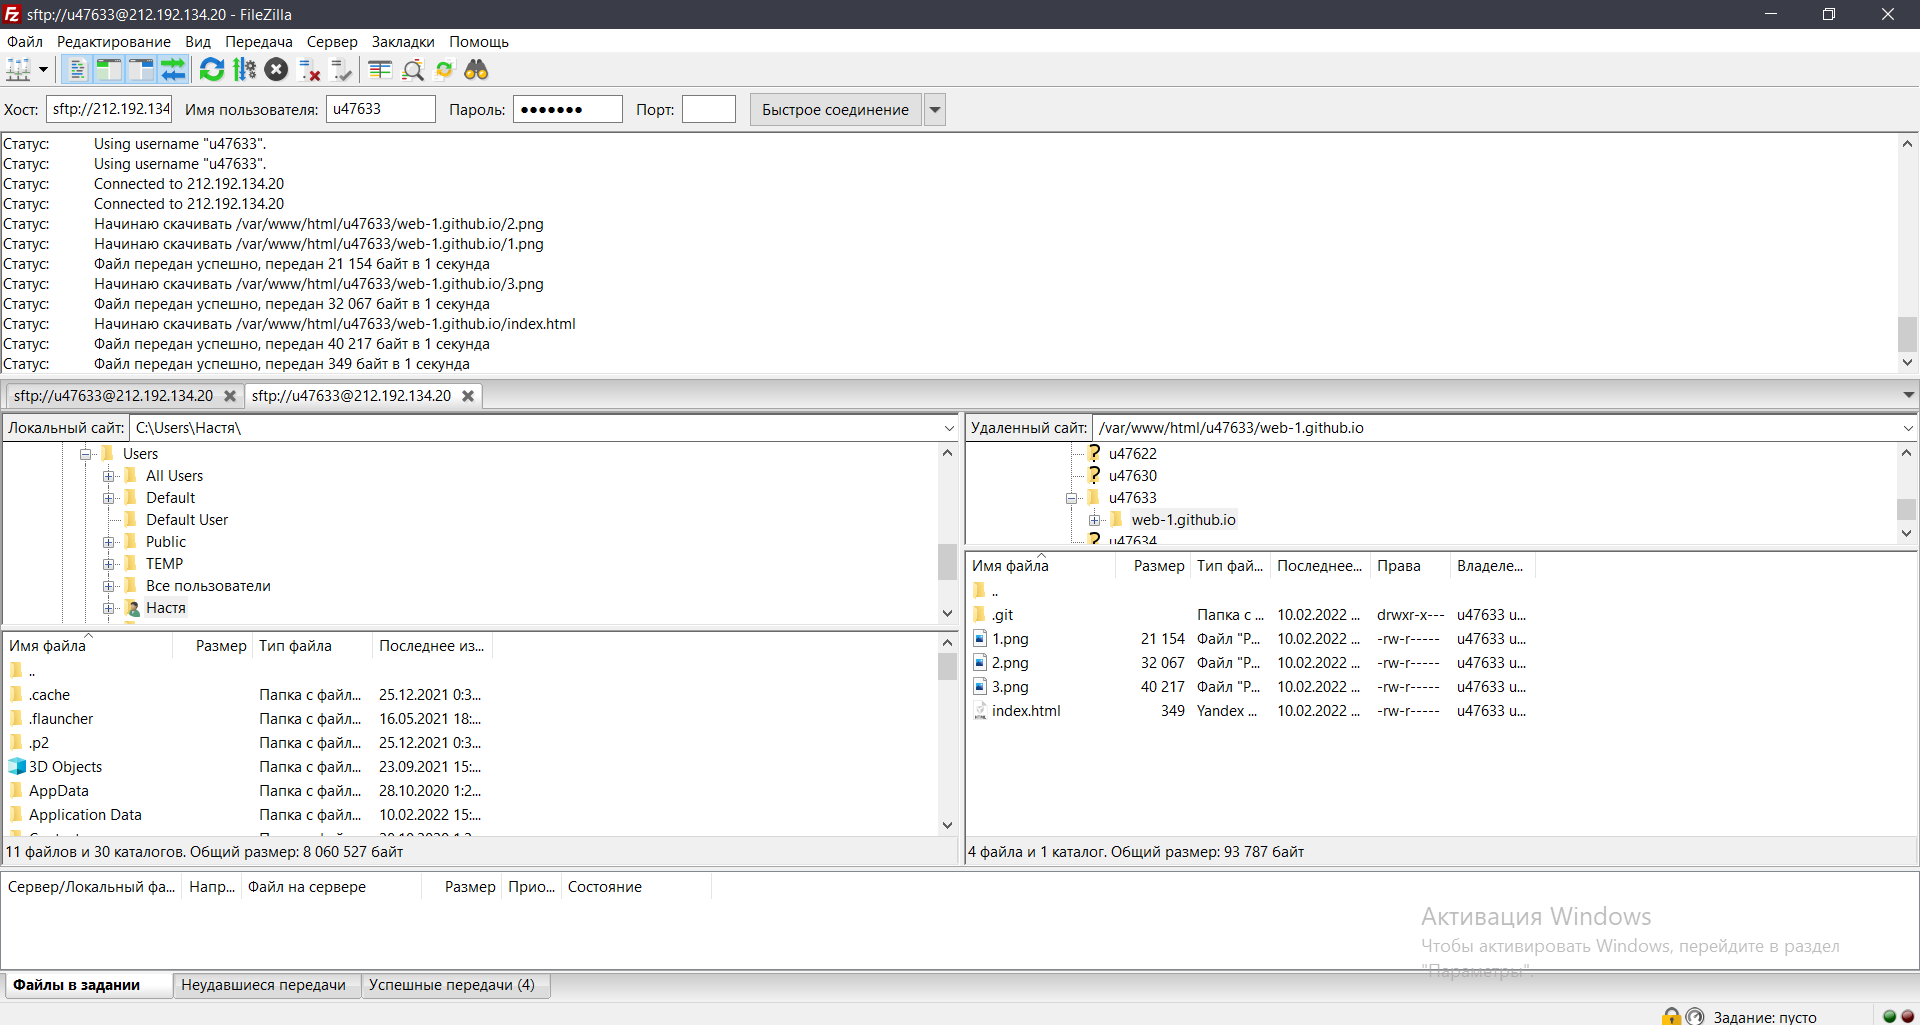 sftp://u47633@212.192.134.20 - FileZilla
Файл Редактирование Вид Передача Сервер Закладки Помощь
Хост: sftp://212.192.134 Имя пользователя: u47633 Пароль: ●●●●●●● Порт: Быстрое соединение
Статус: Using username "u47633".
Статус: Using username "u47633".
Статус: Connected to 212.192.134.20
Статус: Connected to 212.192.134.20
Статус: Начинаю скачивать /var/www/html/u47633/web-1.github.io/2.png
Статус: Начинаю скачивать /var/www/html/u47633/web-1.github.io/1.png
Статус: Файл передан успешно, передан 21 154 байт в 1 секунда
Статус: Начинаю скачивать /var/www/html/u47633/web-1.github.io/3.png
Статус: Файл передан успешно, передан 32 067 байт в 1 секунда
Статус: Начинаю скачивать /var/www/html/u47633/web-1.github.io/index.html
Статус: Файл передан успешно, передан 40 217 байт в 1 секунда
Статус: Файл передан успешно, передан 349 байт в 1 секунда
sftp://u47633@212.192.134.20 sftp://u47633@212.192.134.20
Локальный сайт: C:\Users\Настя\
Users
All Users
Default
Default User
Public
TEMP
Все пользователи
Настя
Имя файла Размер Тип файла Последнее из...
..
.cache Папка с файл... 25.12.2021 0:3...
.flauncher Папка с файл... 16.05.2021 18:...
.p2 Папка с файл... 25.12.2021 0:3...
3D Objects Папка с файл... 23.09.2021 15:...
AppData Папка с файл... 28.10.2020 1:2...
Application Data Папка с файл... 10.02.2022 15:...
11 файлов и 30 каталогов. Общий размер: 8 060 527 байт
Удаленный сайт: /var/www/html/u47633/web-1.github.io
u47622
u47630
u47633
web-1.github.io
u47634
Имя файла Размер Тип фай... Последнее... Права Владеле...
..
.git Папка с ... 10.02.2022 ... drwxr-x--- u47633 u...
1.png 21 154 Файл "P... 10.02.2022 ... -rw-r----- u47633 u...
2.png 32 067 Файл "P... 10.02.2022 ... -rw-r----- u47633 u...
3.png 40 217 Файл "P... 10.02.2022 ... -rw-r----- u47633 u...
index.html 349 Yandex ... 10.02.2022 ... -rw-r----- u47633 u...
4 файла и 1 каталог. Общий размер: 93 787 байт
Сервер/Локальный фа... Напр... Файл на сервере Размер Прио... Состояние
Активация Windows
Чтобы активировать Windows, перейдите в раздел
"Параметры".
Файлы в задании Неудавшиеся передачи Успешные передачи (4)
Задание: пусто